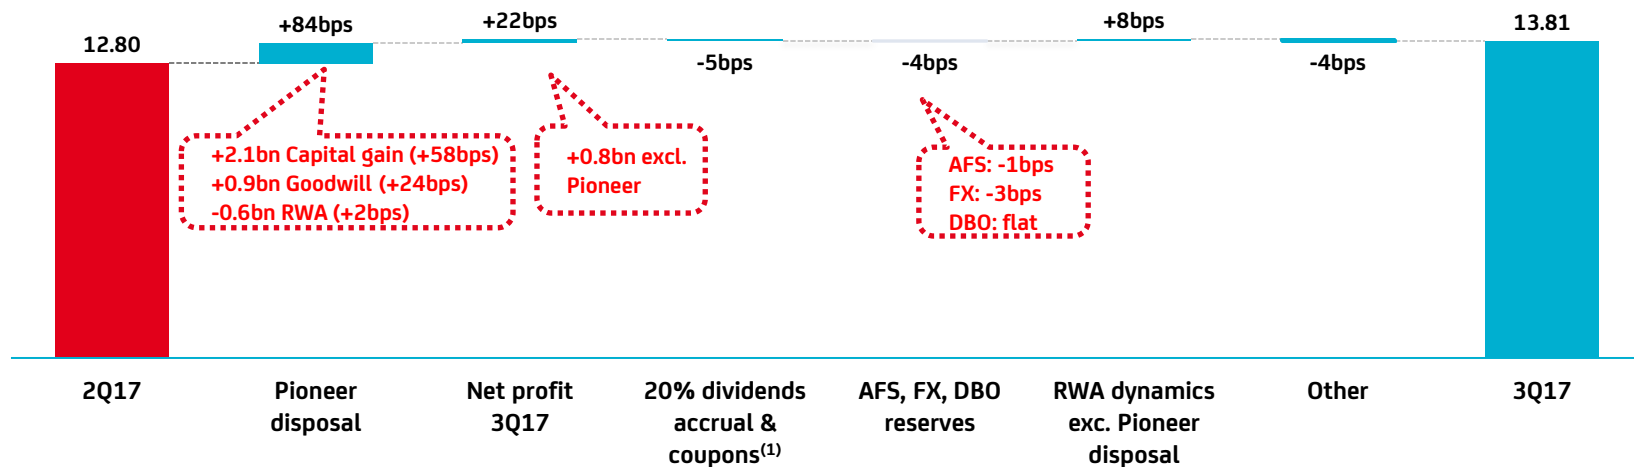 12.80
+84bps
+22bps
-5bps
-4bps
+8bps
-4bps
13.81
+2.1bn Capital gain (+58bps)
+0.9bn Goodwill (+24bps)
-0.6bn RWA (+2bps)
+0.8bn excl.
Pioneer
AFS: -1bps
FX: -3bps
DBO: flat
2Q17
Pioneer
disposal
Net profit
3Q17
20% dividends
accrual &
coupons(1)
AFS, FX, DBO
reserves
RWA dynamics
exc. Pioneer
disposal
Other
3Q17